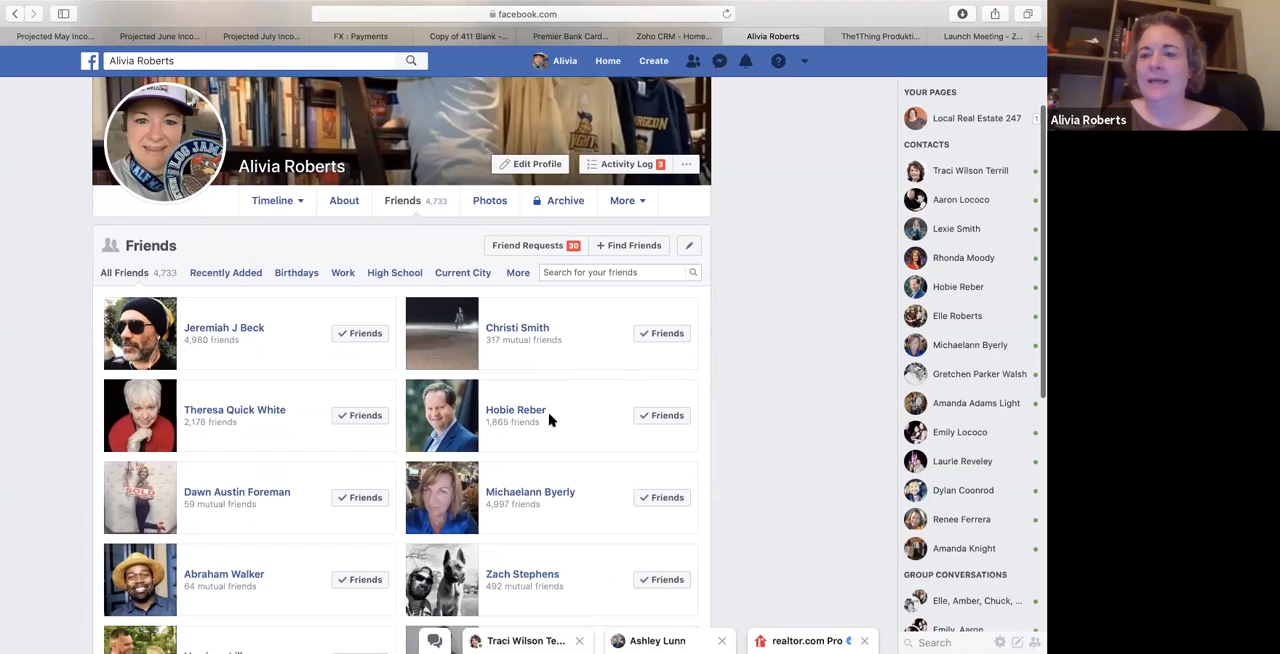 facebook.com
Projected May Inco...
Projected June Inco...
Projected July Inco...
FX : Payments
Copy of 411 Blank -...
Premier Bank Card...
Zoho CRM - Home...
Alivia Roberts
The1Thing Produkti...
Launch Meeting - Z...
Alivia Roberts
Alivia
Home
Create
Alivia Roberts
Edit Profile
Activity Log 3
Timeline
About
Friends 4,733
Photos
Archive
More
Friends
Friend Requests 30
+ Find Friends
All Friends 4,733
Recently Added
Birthdays
Work
High School
Current City
More
Search for your friends
Jeremiah J Beck
4,980 friends
Friends
Christi Smith
317 mutual friends
Friends
Theresa Quick White
2,178 friends
Friends
Hobie Reber
1,865 friends
Friends
Dawn Austin Foreman
59 mutual friends
Friends
Michaelann Byerly
4,997 friends
Friends
Abraham Walker
64 mutual friends
Friends
Zach Stephens
492 mutual friends
Friends
YOUR PAGES
Local Real Estate 247
1
CONTACTS
Traci Wilson Terrill
Aaron Lococo
Lexie Smith
Rhonda Moody
Hobie Reber
Elle Roberts
Michaelann Byerly
Gretchen Parker Walsh
Amanda Adams Light
Emily Lococo
Laurie Reveley
Dylan Coonrod
Renee Ferrera
Amanda Knight
GROUP CONVERSATIONS
Elle, Amber, Chuck, ...
Emily, Aaron
Search
Traci Wilson Te...
Ashley Lunn
realtor.com Pro
Alivia Roberts